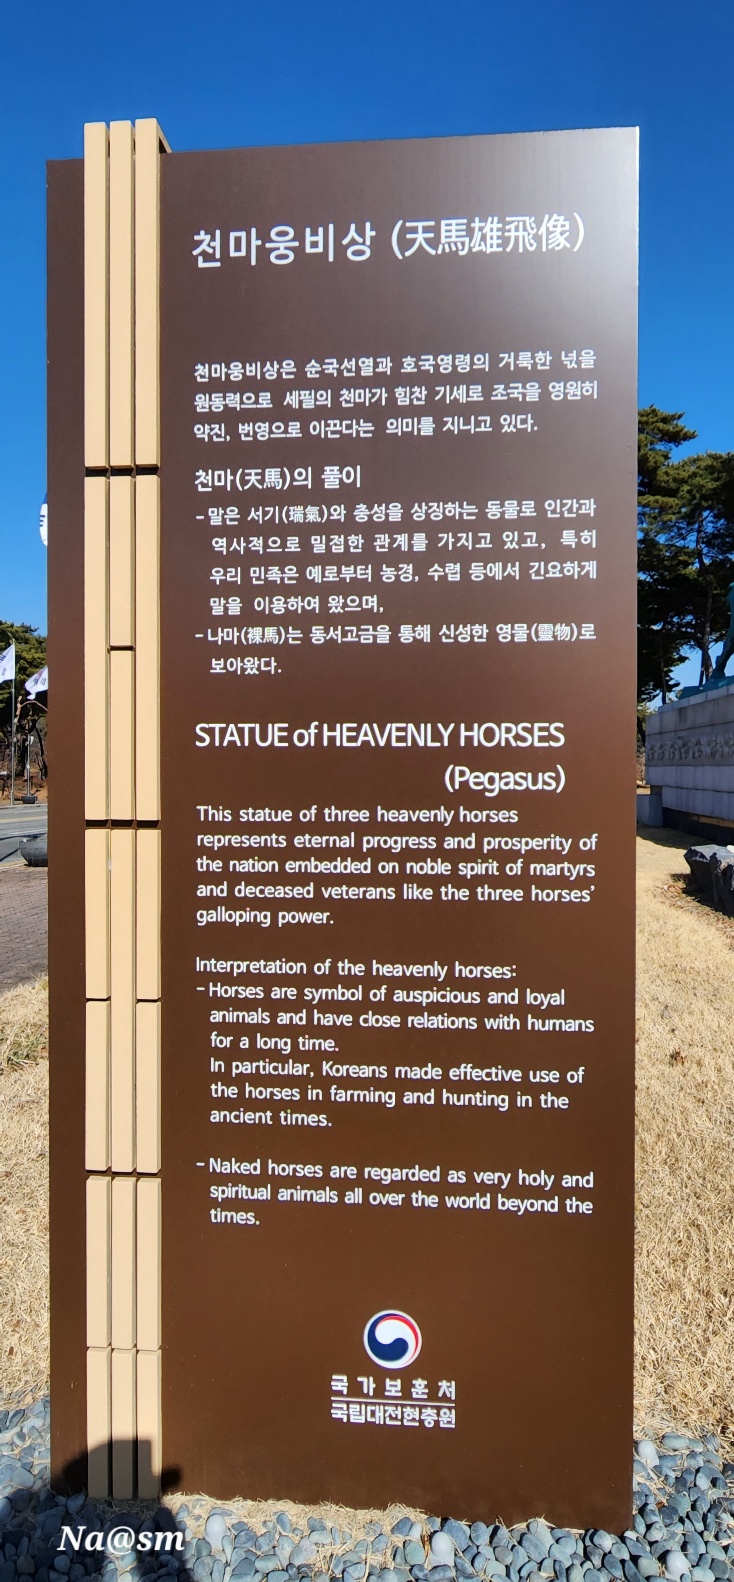 천마웅비상 (天馬雄飛像)
천마웅비상은 순국선열과 호국영령의 거룩한 넋을
원동력으로 세필의 천마가 힘찬 기세로 조국을 영원히
약진, 번영으로 이끈다는 의미를 지니고 있다.
천마(天馬)의 풀이
- 말은 서기(瑞氣)와 충성을 상징하는 동물로 인간과
역사적으로 밀접한 관계를 가지고 있고, 특히
우리 민족은 예로부터 농경, 수렵 등에서 긴요하게
말을 이용하여 왔으며,
- 나마(裸馬)는 동서고금을 통해 신성한 영물(靈物)로
보아왔다.
STATUE of HEAVENLY HORSES
(Pegasus)
This statue of three heavenly horses
represents eternal progress and prosperity of
the nation embedded on noble spirit of martyrs
and deceased veterans like the three horses’
galloping power.
Interpretation of the heavenly horses:
- Horses are symbol of auspicious and loyal
animals and have close relations with humans
for a long time.
In particular, Koreans made effective use of
the horses in farming and hunting in the
ancient times.
- Naked horses are regarded as very holy and
spiritual animals all over the world beyond the
times.
국가보훈처
국립대전현충원
Na@sm